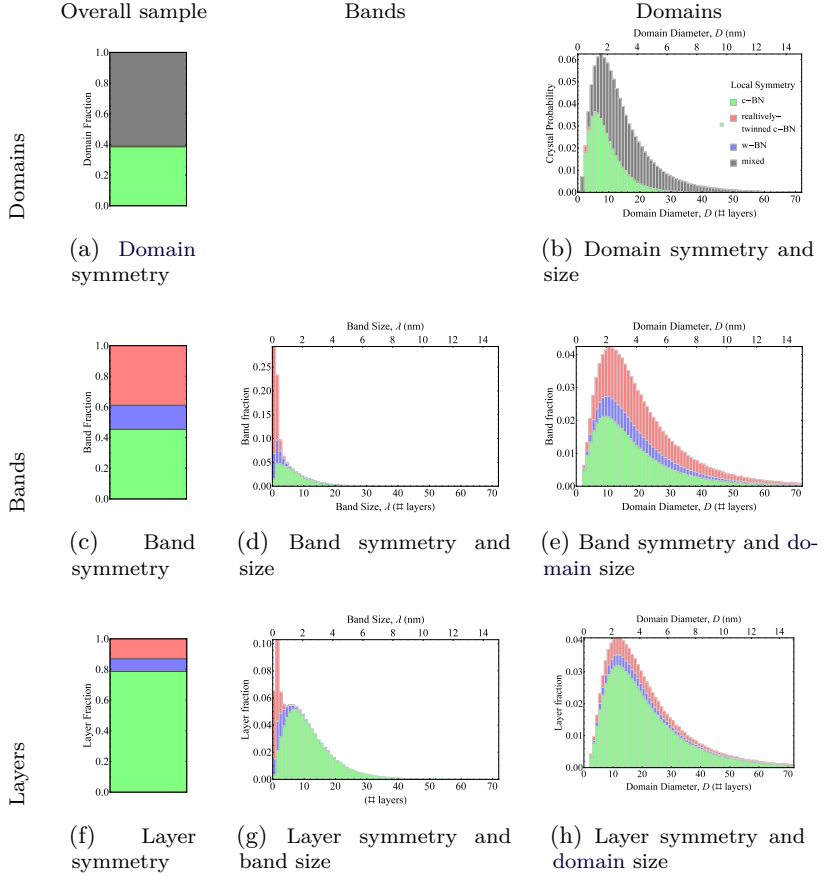 Overall sample
Bands
Domains
Domains
1.0
0.8
0.6
0.4
0.2
0.0
Domain Fraction
(a) Domain
symmetry
Domain Diameter, D (nm)
0 2 4 6 8 10 12 14
0.06
0.05
0.04
0.03
0.02
0.01
0.00
Crystal Probability
Local Symmetry
c-BN
realtively-
twinned c-BN
w-BN
mixed
0 10 20 30 40 50 60 70
Domain Diameter, D (# layers)
(b) Domain symmetry and
size
Bands
1.0
0.8
0.6
0.4
0.2
0.0
Band Fraction
(c) Band
symmetry
Band Size, λ (nm)
0 2 4 6 8 10 12 14
0.25
0.20
0.15
0.10
0.05
0.00
Band fraction
0 10 20 30 40 50 60 70
Band Size, λ (# layers)
(d) Band symmetry and
size
Domain Diameter, D (nm)
0 2 4 6 8 10 12 14
0.04
0.03
0.02
0.01
0.00
Band fraction
0 10 20 30 40 50 60 70
Domain Diameter, D (# layers)
(e) Band symmetry and do-
main size
Layers
1.0
0.8
0.6
0.4
0.2
0.0
Layer Fraction
(f) Layer
symmetry
Band Size, λ (nm)
0 2 4 6 8 10 12 14
0.10
0.08
0.06
0.04
0.02
0.00
Layer fraction
0 10 20 30 40 50 60 70
(# layers)
(g) Layer symmetry and
band size
Domain Diameter, D (nm)
0 2 4 6 8 10 12 14
0.04
0.03
0.02
0.01
0.00
Layer fraction
0 10 20 30 40 50 60 70
Domain Diameter, D (# layers)
(h) Layer symmetry and
domain size